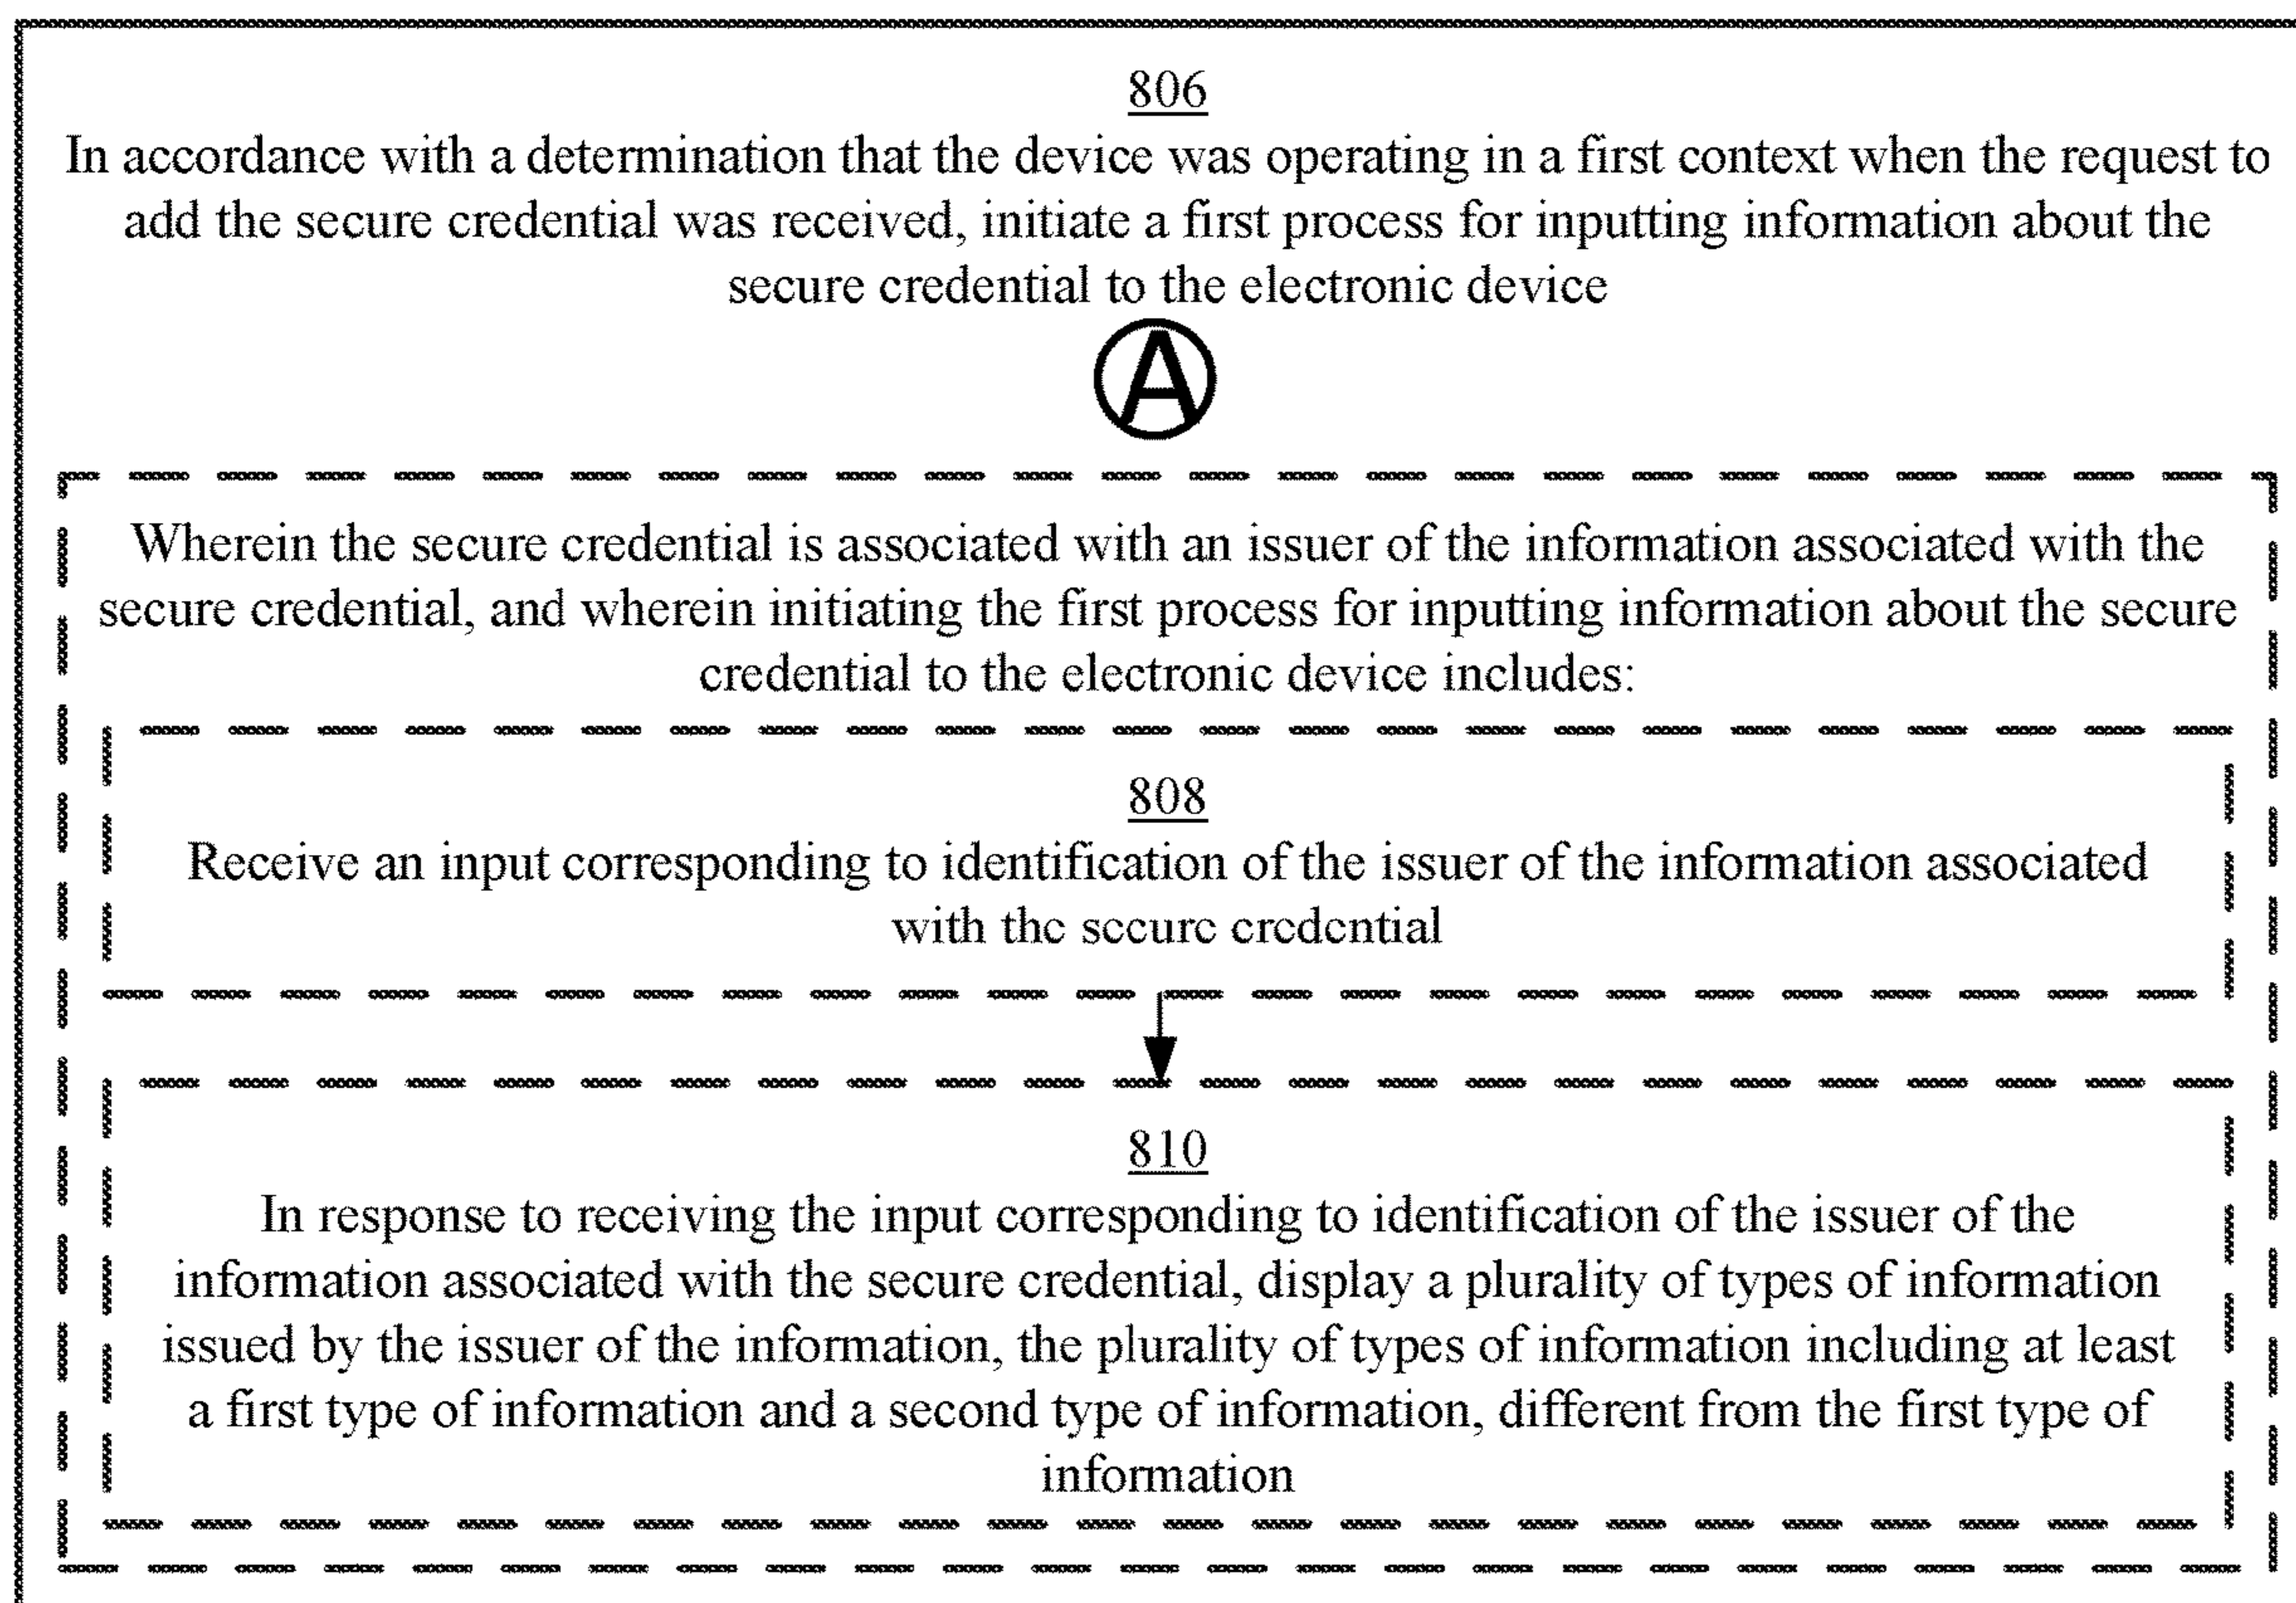 806
In accordance with a determination that the device was operating in a first context when the request to
add the secure credential was received, initiate a first process for inputting information about the
secure credential to the electronic device
A
Wherein the secure credential is associated with an issuer of the information associated with the
secure credential, and wherein initiating the first process for inputting information about the secure
credential to the electronic device includes:
808
Receive an input corresponding to identification of the issuer of the information associated
with the secure credential
810
In response to receiving the input corresponding to identification of the issuer of the
information associated with the secure credential, display a plurality of types of information
issued by the issuer of the information, the plurality of types of information including at least
a first type of information and a second type of information, different from the first type of
information